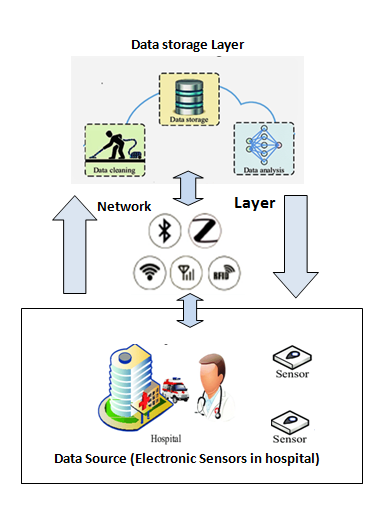 Data storage Layer
Data storage
Data cleaning
Data analysis
Network
Layer
RFID
Sensor
Hospital
Sensor
Data Source (Electronic Sensors in hospital)